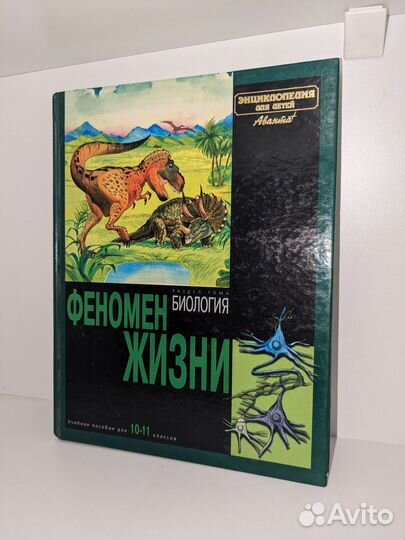 ЭНЦИКЛОПЕДИЯ
ДЛЯ ДЕТЕЙ
Аванта+
РАЗДЕЛ ТОМА
БИОЛОГИЯ
ФЕНОМЕН
ЖИЗНИ
Учебное пособие для 10-11 классов
Avito